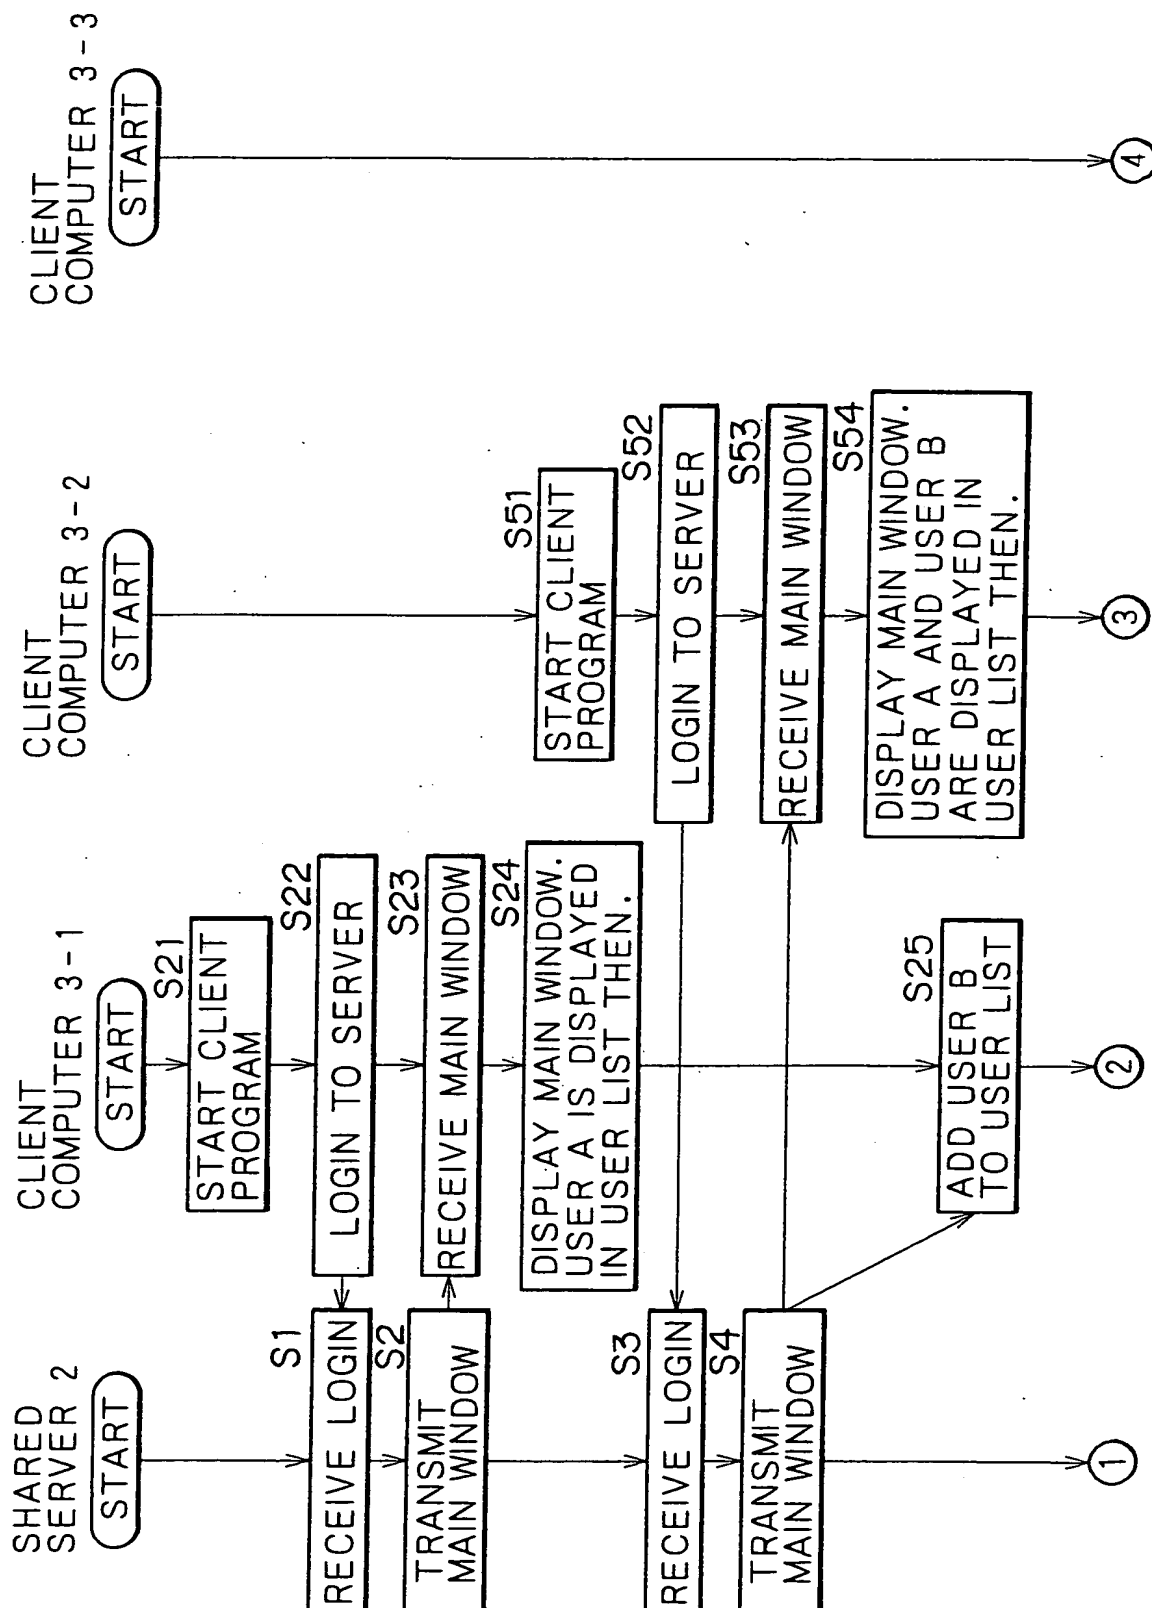 SHARED
SERVER 2
START
S1
RECEIVE LOGIN
S2
TRANSMIT
MAIN WINDOW
S3
RECEIVE LOGIN
S4
TRANSMIT
MAIN WINDOW
1
CLIENT
COMPUTER 3-1
START
S21
START CLIENT
PROGRAM
S22
LOGIN TO SERVER
S23
RECEIVE MAIN WINDOW
S24
DISPLAY MAIN WINDOW.
USER A IS DISPLAYED
IN USER LIST THEN.
S25
ADD USER B
TO USER LIST
2
CLIENT
COMPUTER 3-2
START
S51
START CLIENT
PROGRAM
S52
LOGIN TO SERVER
S53
RECEIVE MAIN WINDOW
S54
DISPLAY MAIN WINDOW.
USER A AND USER B
ARE DISPLAYED IN
USER LIST THEN.
3
CLIENT
COMPUTER 3-3
START
4